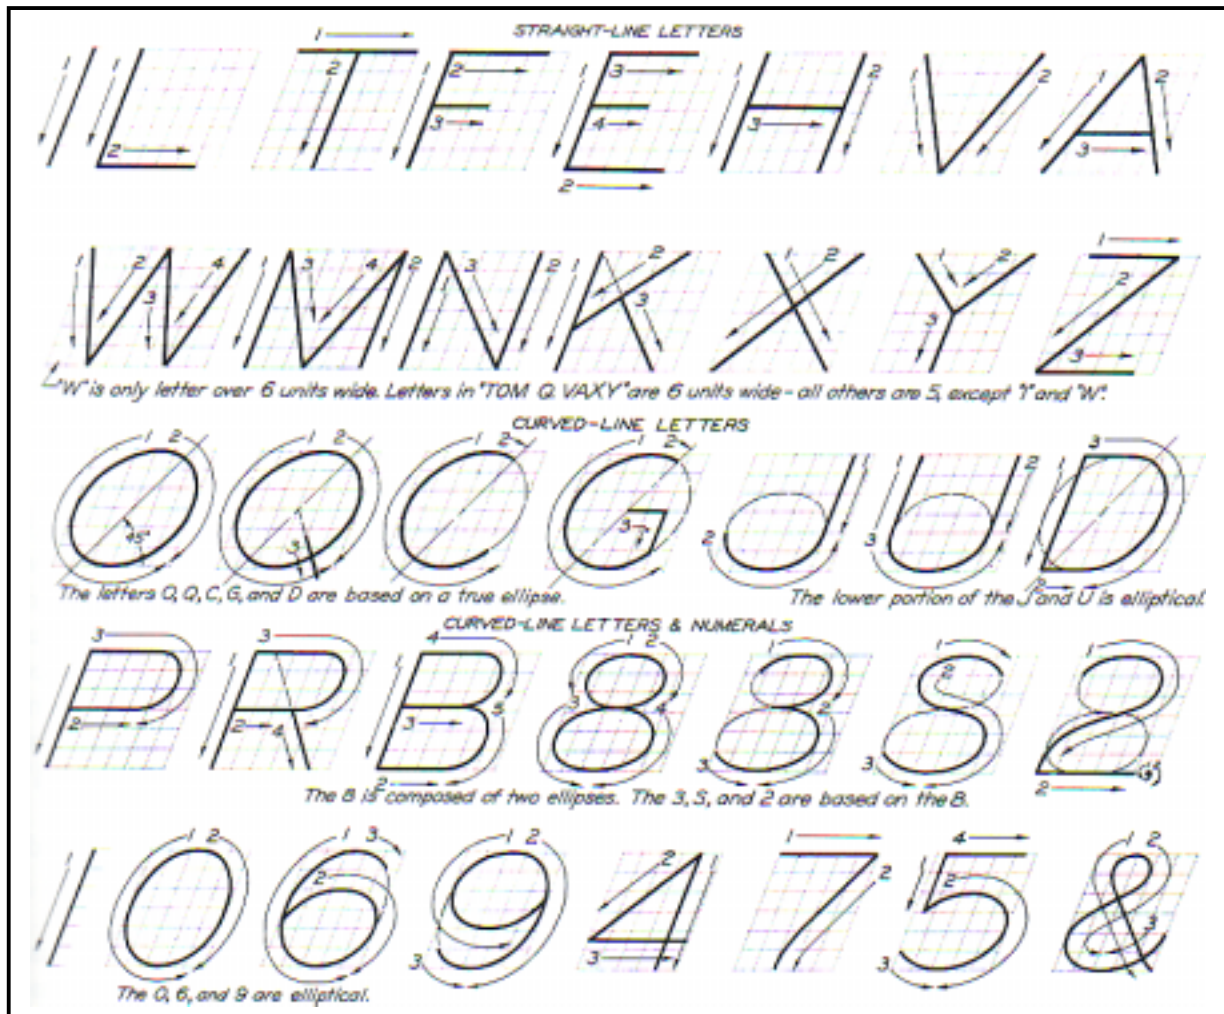 STRAIGHT-LINE LETTERS
I L T F E H V A
W M N K X Y Z
"W" is only letter over 6 units wide. Letters in "TOM Q. VAXY" are 6 units wide - all others are 5, except "I" and "W".
CURVED-LINE LETTERS
O Q C G J U D
45°
The letters O, Q, C, G, and D are based on a true ellipse. The lower portion of the J and U is elliptical.
CURVED-LINE LETTERS & NUMERALS
P R B 8 3 S 2
The 8 is composed of two ellipses. The 3, S, and 2 are based on the 8.
1 0 6 9 4 7 5 &
The 0, 6, and 9 are elliptical.